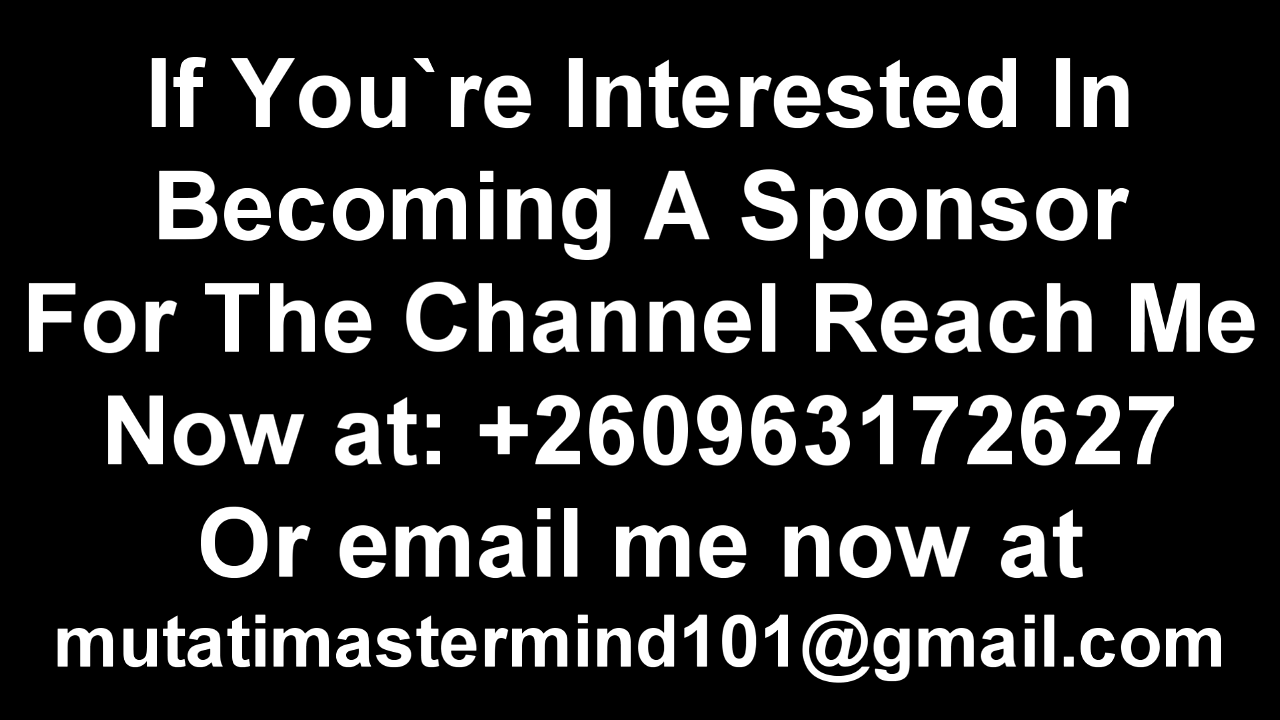 If You`re Interested In
Becoming A Sponsor
For The Channel Reach Me
Now at: +260963172627
Or email me now at
mutatimastermind101@gmail.com